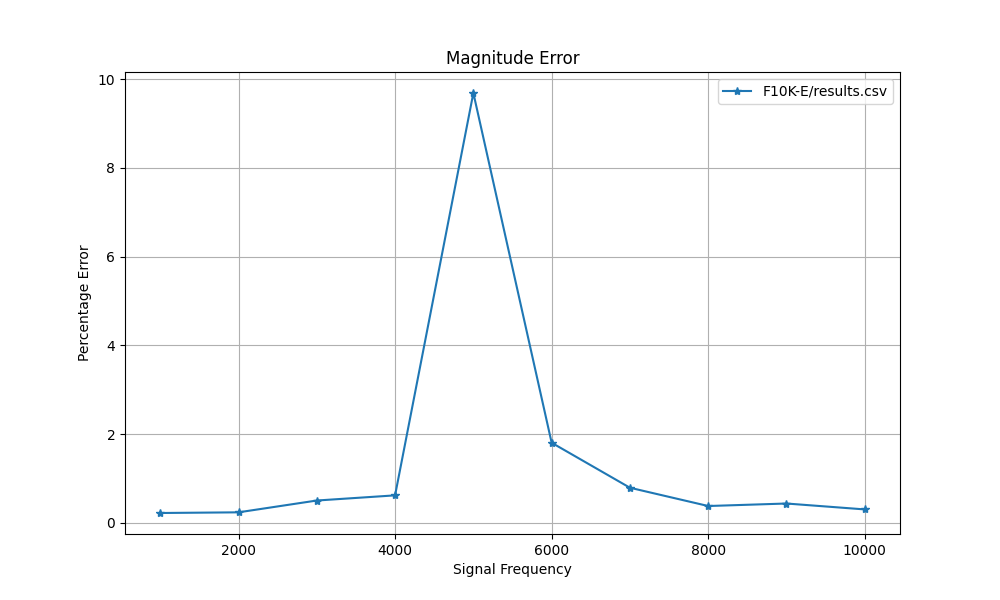 Magnitude Error
F10K-E/results.csv
10
8
6
4
2
0
Percentage Error
2000
4000
6000
8000
10000
Signal Frequency